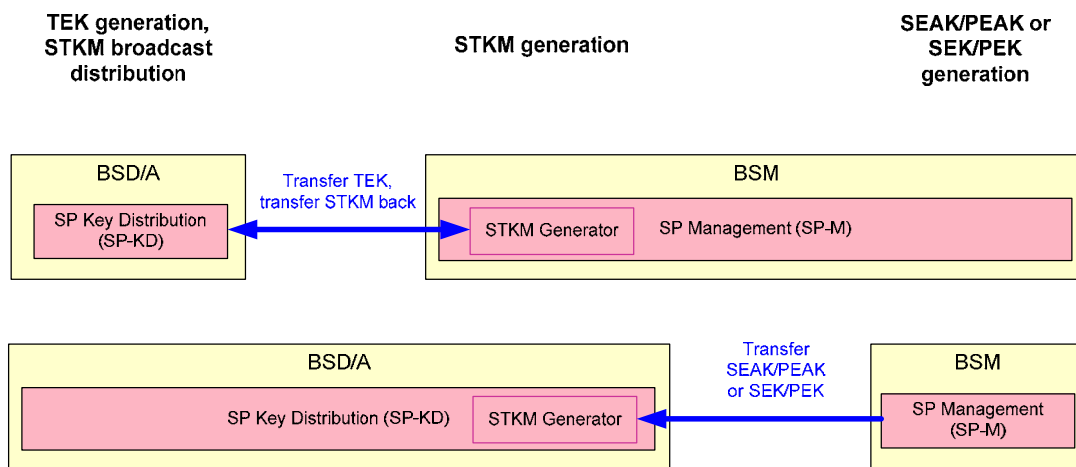 TEK generation,
STKM broadcast
distribution
STKM generation
SEAK/PEAK or
SEK/PEK
generation
BSD/A
SP Key Distribution
(SP-KD)
Transfer TEK,
transfer STKM back
BSM
STKM Generator
SP Management (SP-M)
BSD/A
SP Key Distribution (SP-KD)
STKM Generator
Transfer
SEAK/PEAK
or SEK/PEK
BSM
SP Management
(SP-M)